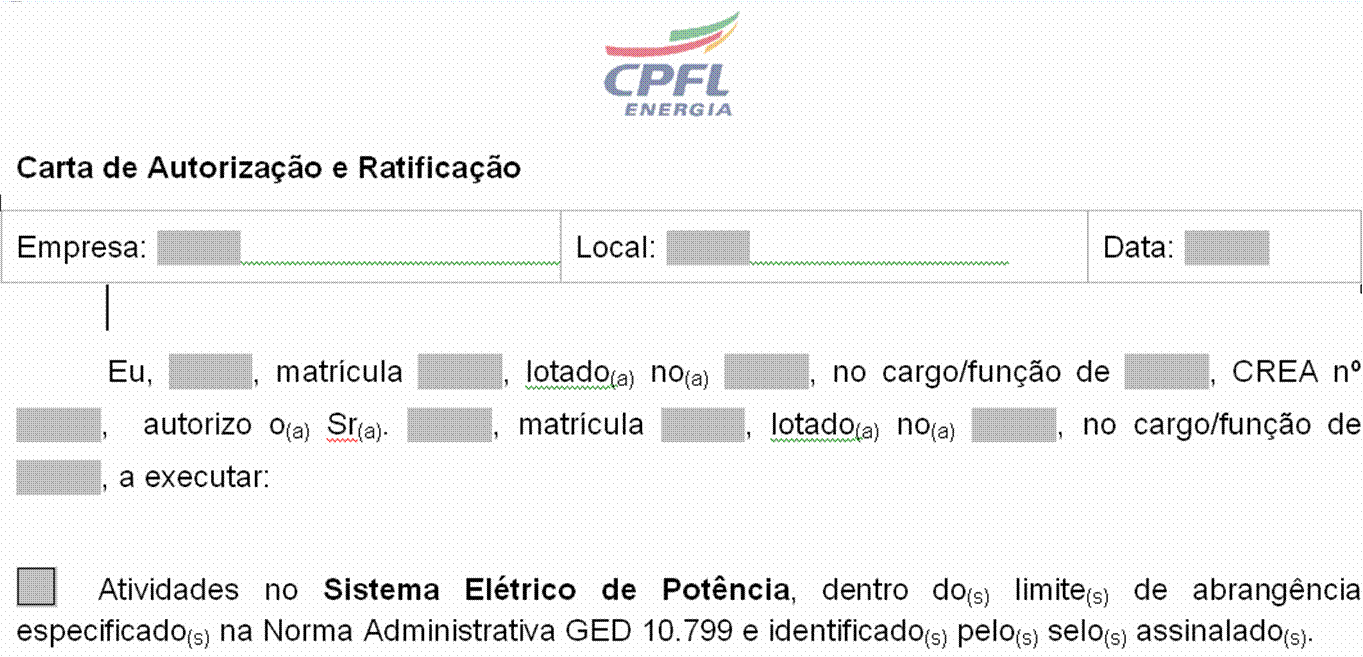 CPFL
ENERGIA
Carta de Autorização e Ratificação
Empresa: Local: Data:
Eu, , matrícula , lotado(a) no(a) , no cargo/função de , CREA nº
, autorizo o(a) Sr(a). , matrícula , lotado(a) no(a) , no cargo/função de
, a executar:
Atividades no Sistema Elétrico de Potência, dentro do(s) limite(s) de abrangência
especificado(s) na Norma Administrativa GED 10.799 e identificado(s) pelo(s) selo(s) assinalado(s).